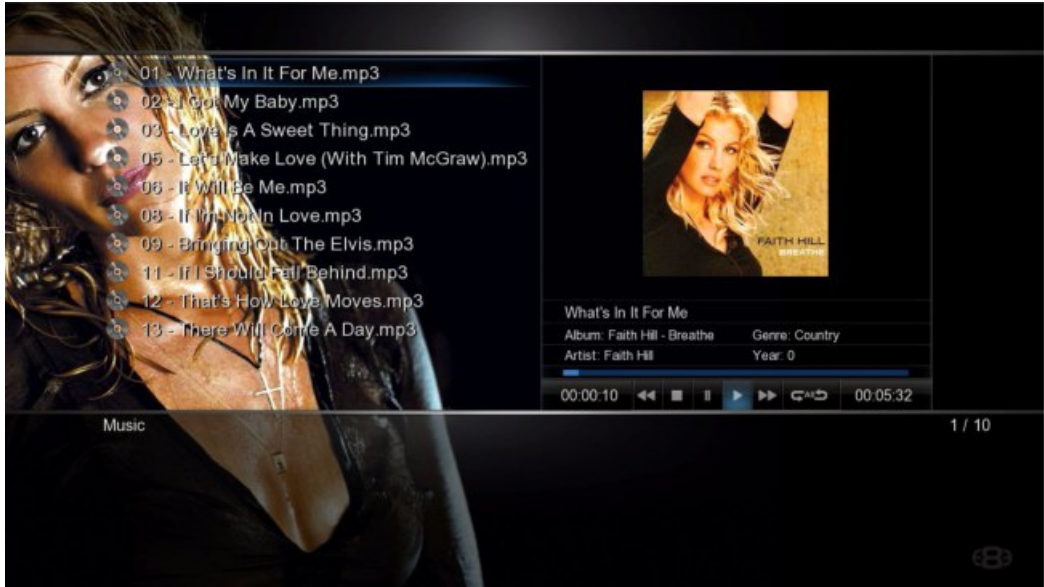 01 - What's In It For Me.mp3
02 - I Got My Baby.mp3
03 - Love Is A Sweet Thing.mp3
05 - Let's Make Love (With Tim McGraw).mp3
06 - It Will Be Me.mp3
08 - If I'm Not In Love.mp3
09 - Bringing Out The Elvis.mp3
11 - If I Should Fall Behind.mp3
12 - That's How Love Moves.mp3
13 - There Will Come A Day.mp3
FAITH HILL
BREATHE
What's In It For Me
Album: Faith Hill - Breathe Genre: Country
Artist: Faith Hill Year: 0
00:00:10 All 00:05:32
Music 1 / 10